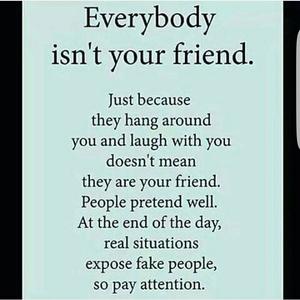 Everybody
isn't your friend.
Just because
they hang around
you and laugh with you
doesn't mean
they are your friend.
People pretend well.
At the end of the day,
real situations
expose fake people,
so pay attention.